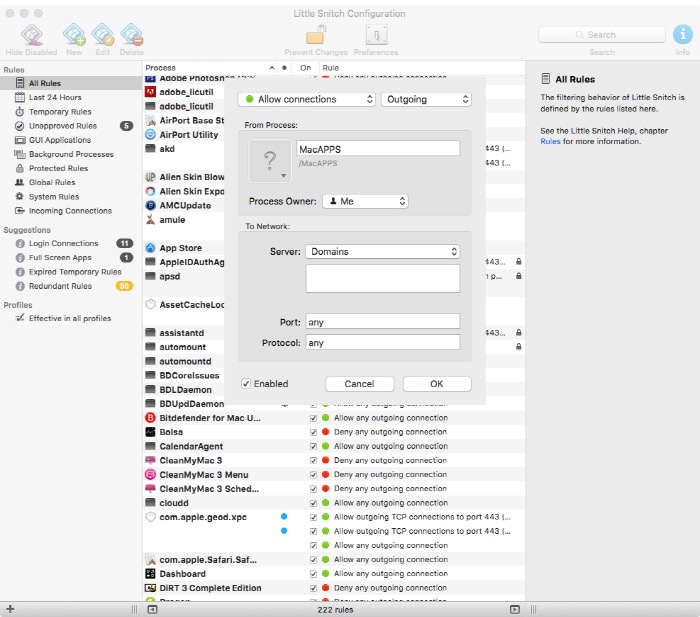 Little Snitch Configuration
Hide Disabled New Edit Delete Prevent Changes Preferences Search Search Info
Rules
All Rules
Last 24 Hours
Temporary Rules
Unapproved Rules 5
GUI Applications
Background Processes
Protected Rules
Global Rules
System Rules
Incoming Connections
Suggestions
Login Connections 11
Full Screen Apps 1
Expired Temporary Rules
Redundant Rules 50
Profiles
Effective in all profiles
Process On Rule
Adobe Photoshop
adobe_licutil
adobe_licutil
AirPort Base St
AirPort Utility
akd 443 (...
443 (...
Alien Skin Blow
Alien Skin Expo
AMCUpdate
amule
App Store
AppleIDAuthAg 443...
apsd n p...
AssetCacheLoc
assistantd 443...
automount
automountd
BDCoreIssues
BDLDaemon
BDUpdDaemon Allow any outgoing connection
Bitdefender for Mac U... Allow any outgoing connection
Bolsa Deny any outgoing connection
CalendarAgent Allow any outgoing connection
CleanMyMac 3 Deny any outgoing connection
CleanMyMac 3 Menu Deny any outgoing connection
CleanMyMac 3 Sched... Deny any outgoing connection
cloudd Allow any outgoing connection
com.apple.geod.xpc Allow outgoing TCP connections to port 443 (...
Allow outgoing TCP connections to port 443 (...
Allow any outgoing connection
com.apple.Safari.Saf... Allow any outgoing connection
Dashboard Allow any outgoing connection
DiRT 3 Complete Edition Deny any outgoing connection
Allow connections Outgoing
From Process:
?
MacAPPS
/MacAPPS
Process Owner: Me
To Network:
Server: Domains
Port: any
Protocol: any
Enabled Cancel OK
All Rules
The filtering behavior of Little Snitch is
defined by the rules listed here.
See the Little Snitch Help, chapter
Rules for more information.
222 rules